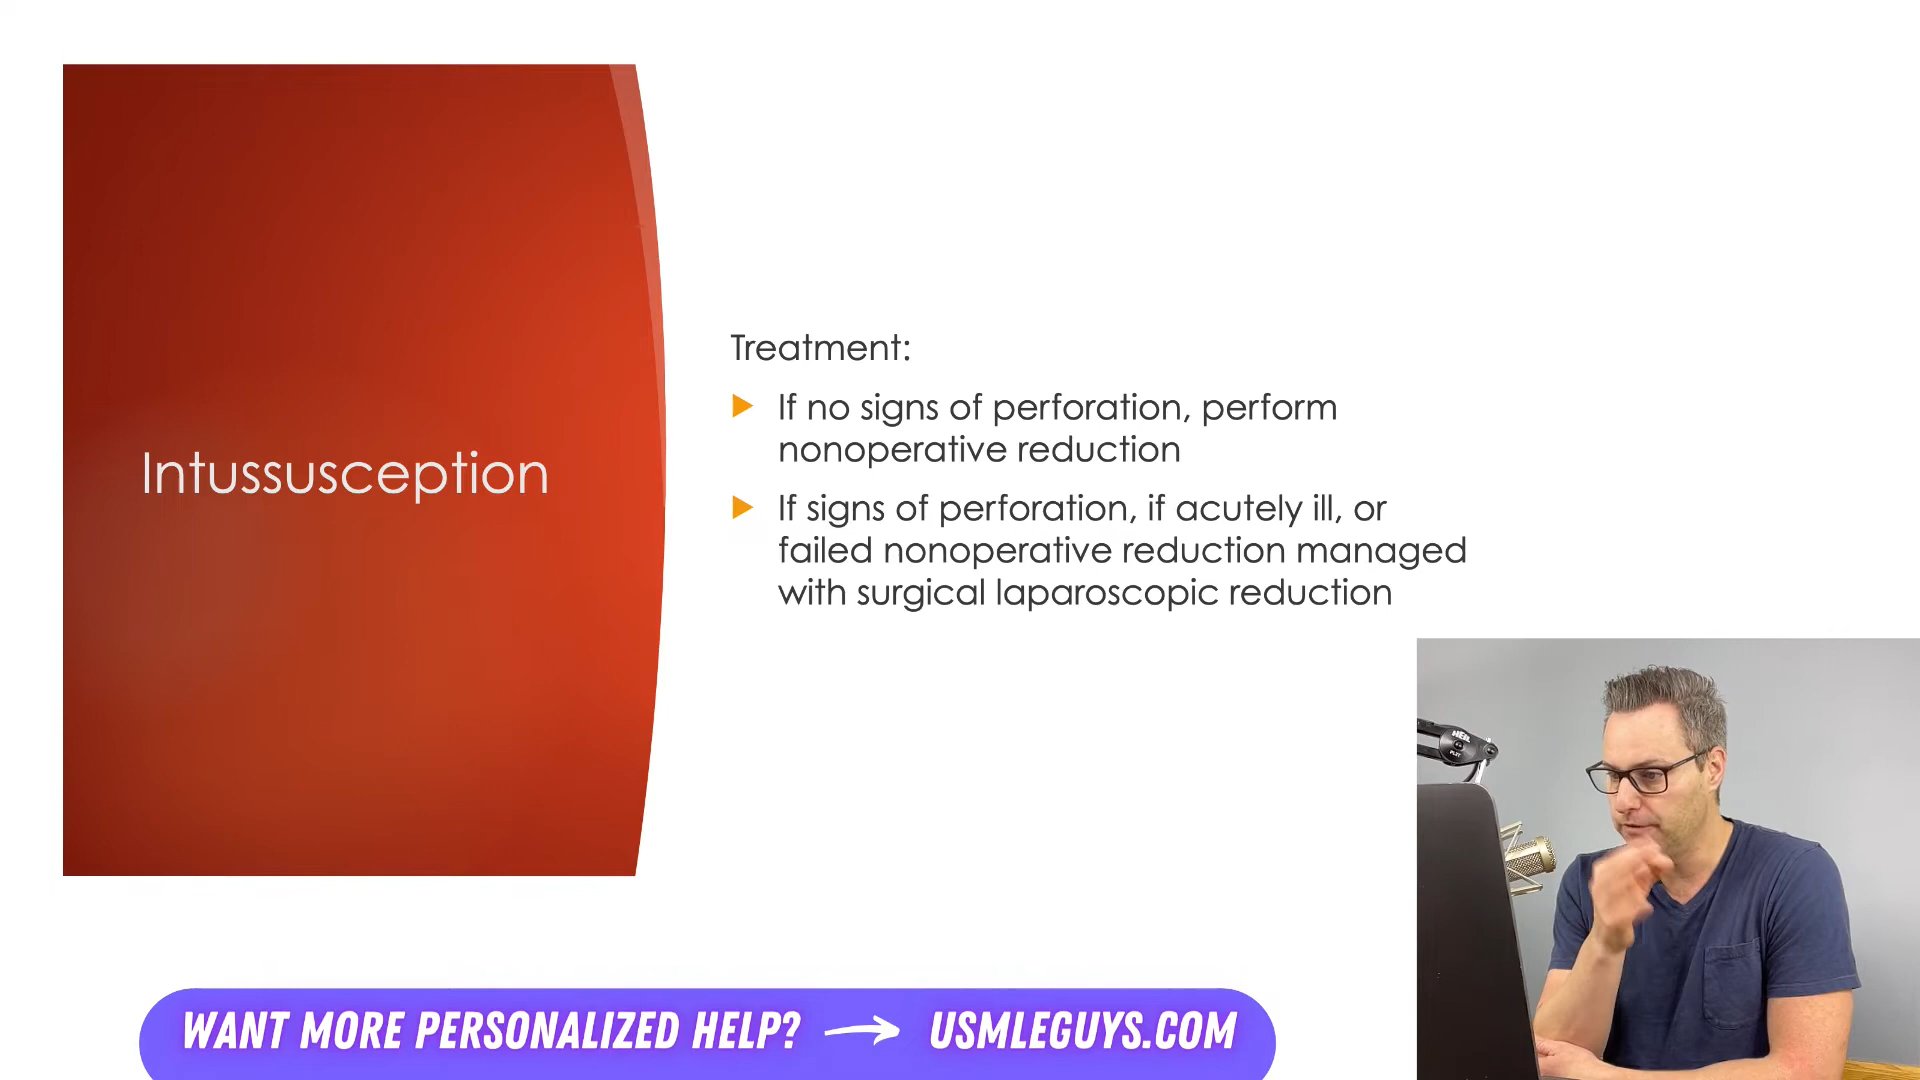 Intussusception
Treatment:
If no signs of perforation, perform
nonoperative reduction
If signs of perforation, if acutely ill, or
failed nonoperative reduction managed
with surgical laparoscopic reduction
HEIL
WANT MORE PERSONALIZED HELP? → USMLEGUYS.COM